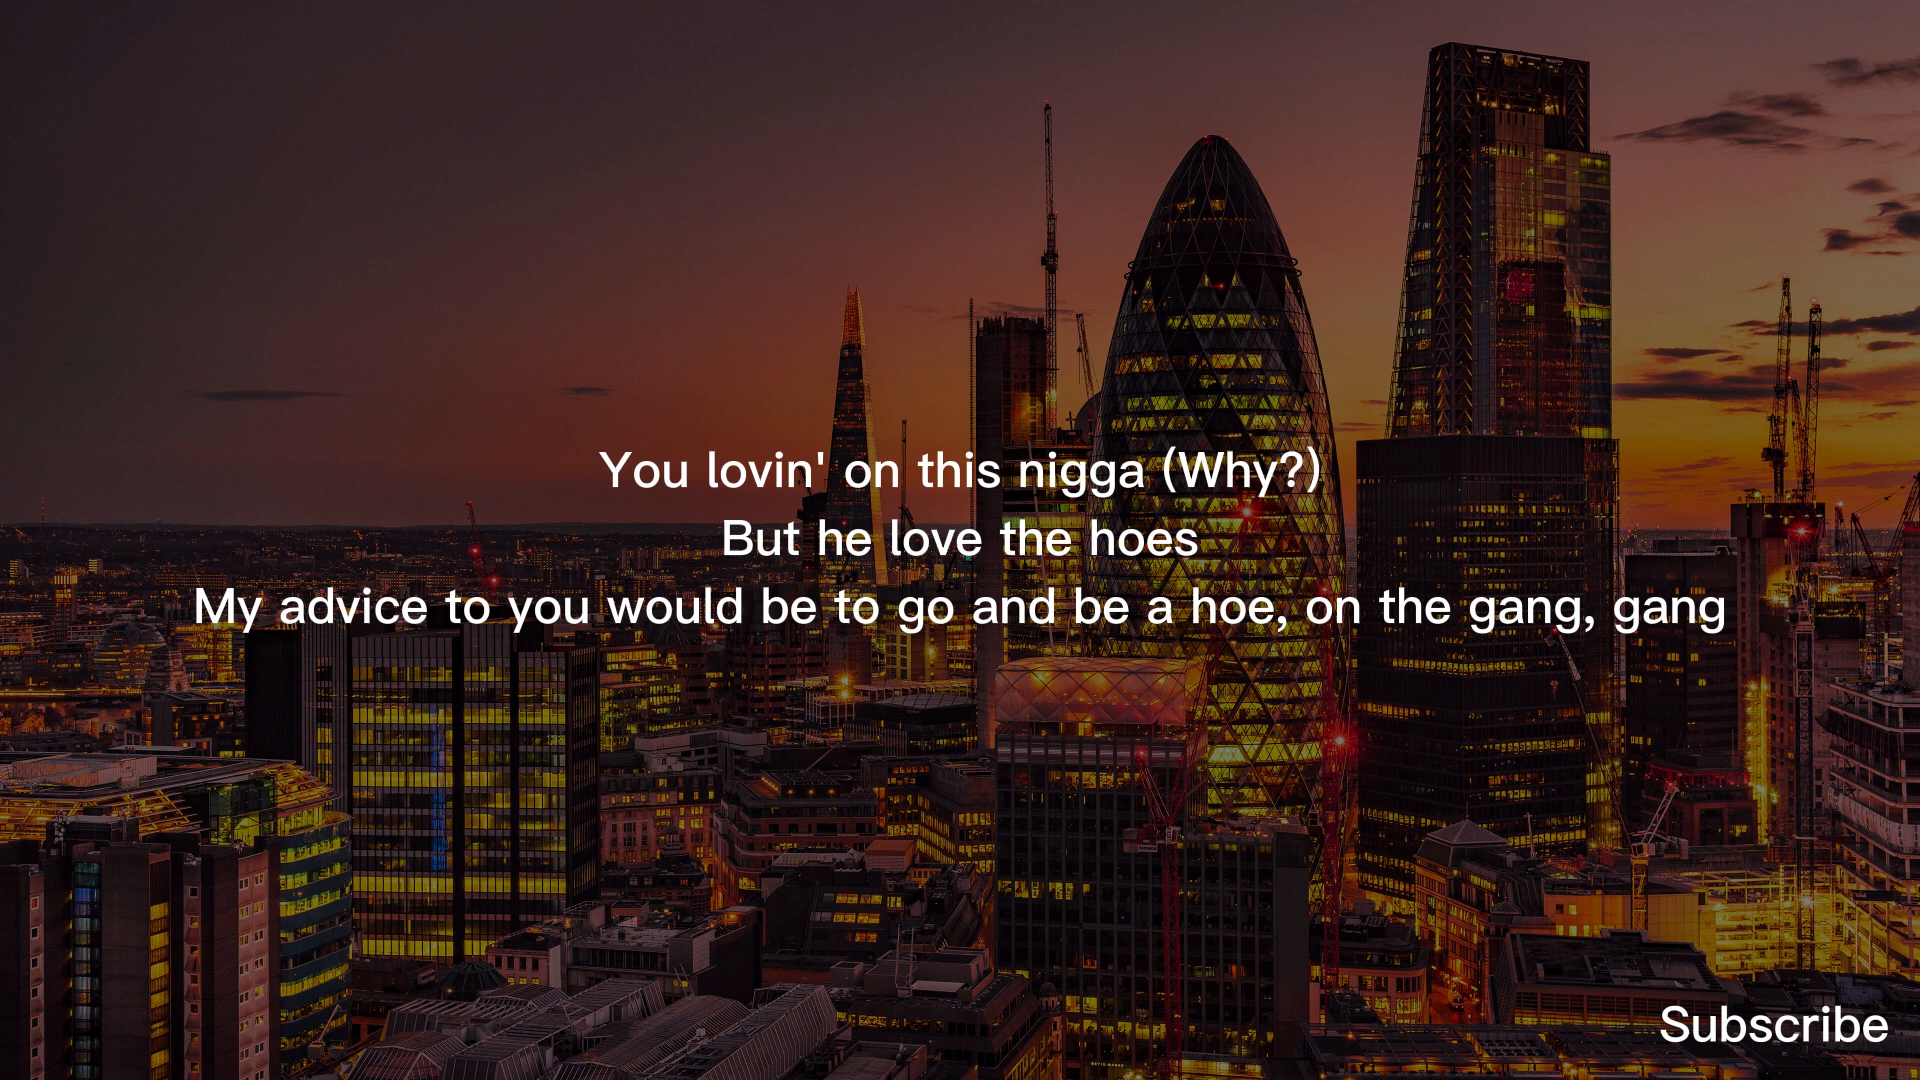 You lovin' on this nigga (Why?)
But he love the hoes
My advice to you would be to go and be a hoe, on the gang, gang
Subscribe